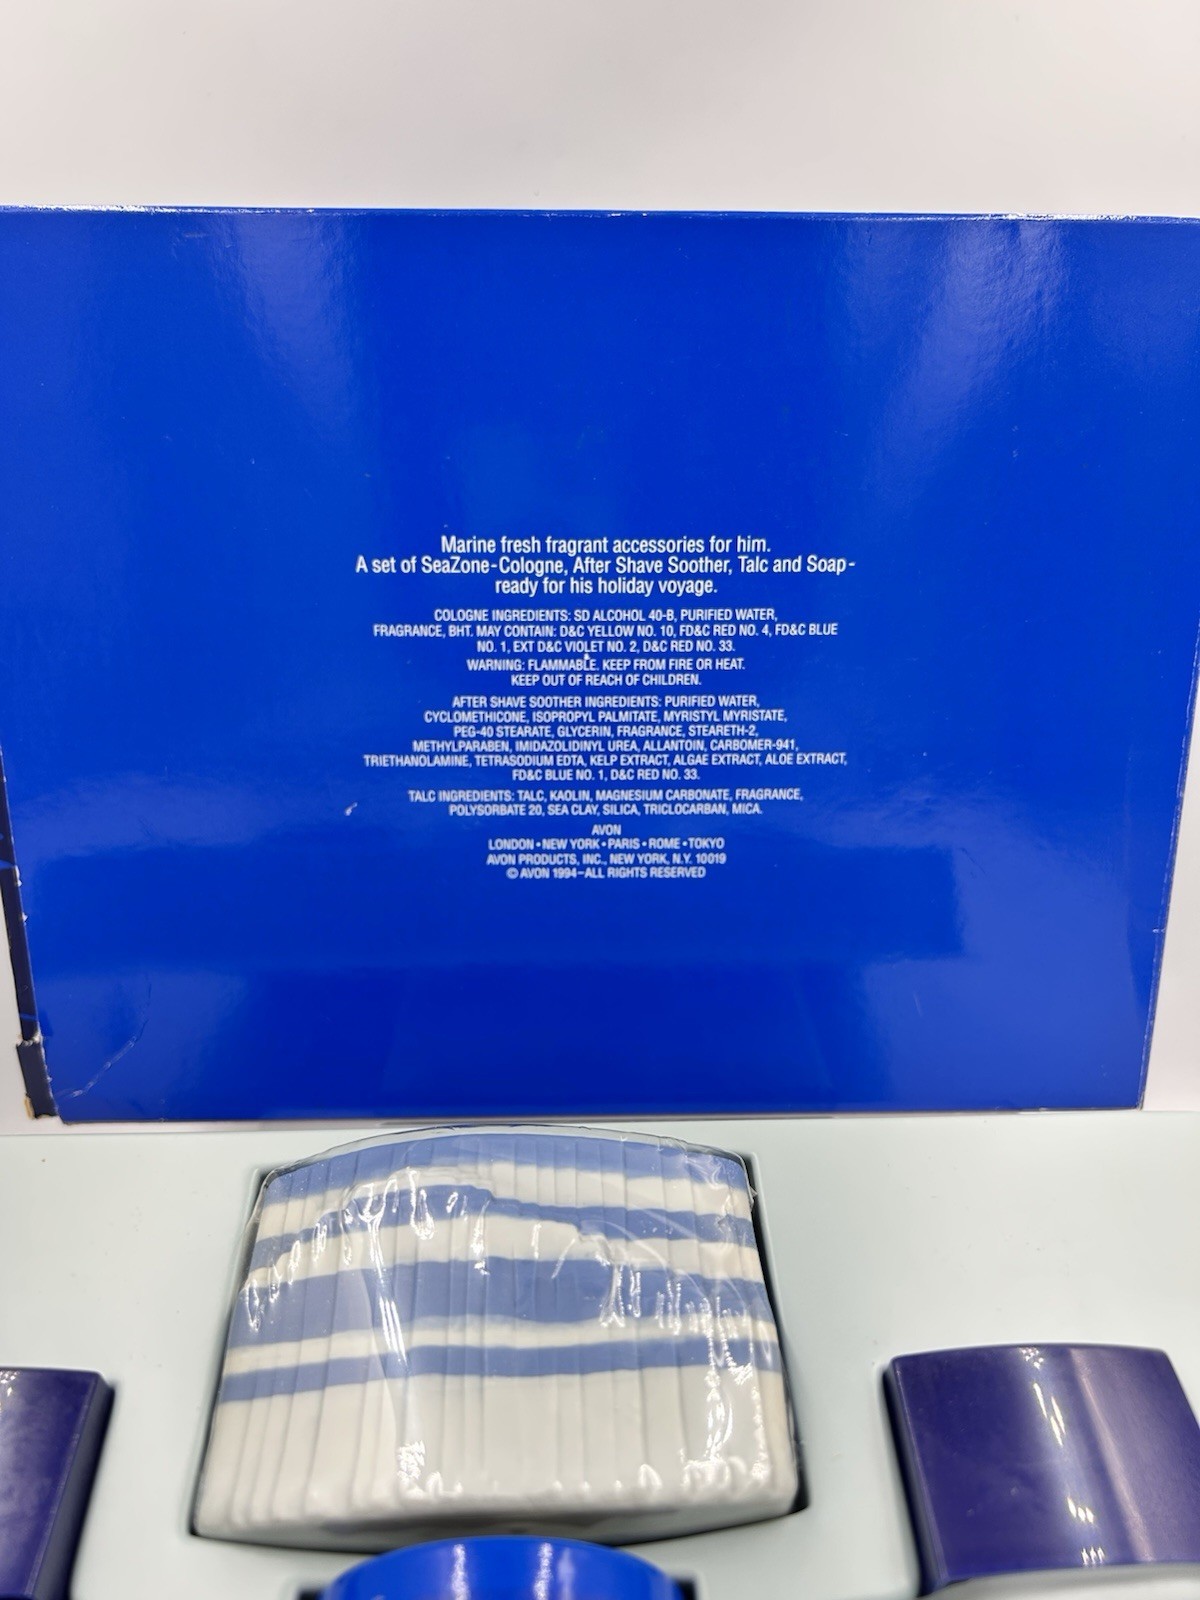 Marine fresh fragrant accessories for him.
A set of SeaZone-Cologne, After Shave Soother, Talc and Soap-
ready for his holiday voyage.
COLOGNE INGREDIENTS: SD ALCOHOL 40-B, PURIFIED WATER,
FRAGRANCE, BHT. MAY CONTAIN: D&C YELLOW NO. 10, FD&C RED NO. 4, FD&C BLUE
NO. 1, EXT D&C VIOLET NO. 2, D&C RED NO. 33.
WARNING: FLAMMABLE. KEEP FROM FIRE OR HEAT.
KEEP OUT OF REACH OF CHILDREN.
AFTER SHAVE SOOTHER INGREDIENTS: PURIFIED WATER,
CYCLOMETHICONE, ISOPROPYL PALMITATE, MYRISTYL MYRISTATE,
PEG-40 STEARATE, GLYCERIN, FRAGRANCE, STEARETH-2,
METHYLPARABEN, IMIDAZOLIDINYL UREA, ALLANTOIN, CARBOMER-941,
TRIETHANOLAMINE, TETRASODIUM EDTA, KELP EXTRACT, ALGAE EXTRACT, ALOE EXTRACT,
FD&C BLUE NO. 1, D&C RED NO. 33.
TALC INGREDIENTS: TALC, KAOLIN, MAGNESIUM CARBONATE, FRAGRANCE,
POLYSORBATE 20, SEA CLAY, SILICA, TRICLOCARBAN, MICA.
AVON
LONDON • NEW YORK • PARIS • ROME • TOKYO
AVON PRODUCTS, INC., NEW YORK, N.Y. 10019
© AVON 1994-ALL RIGHTS RESERVED